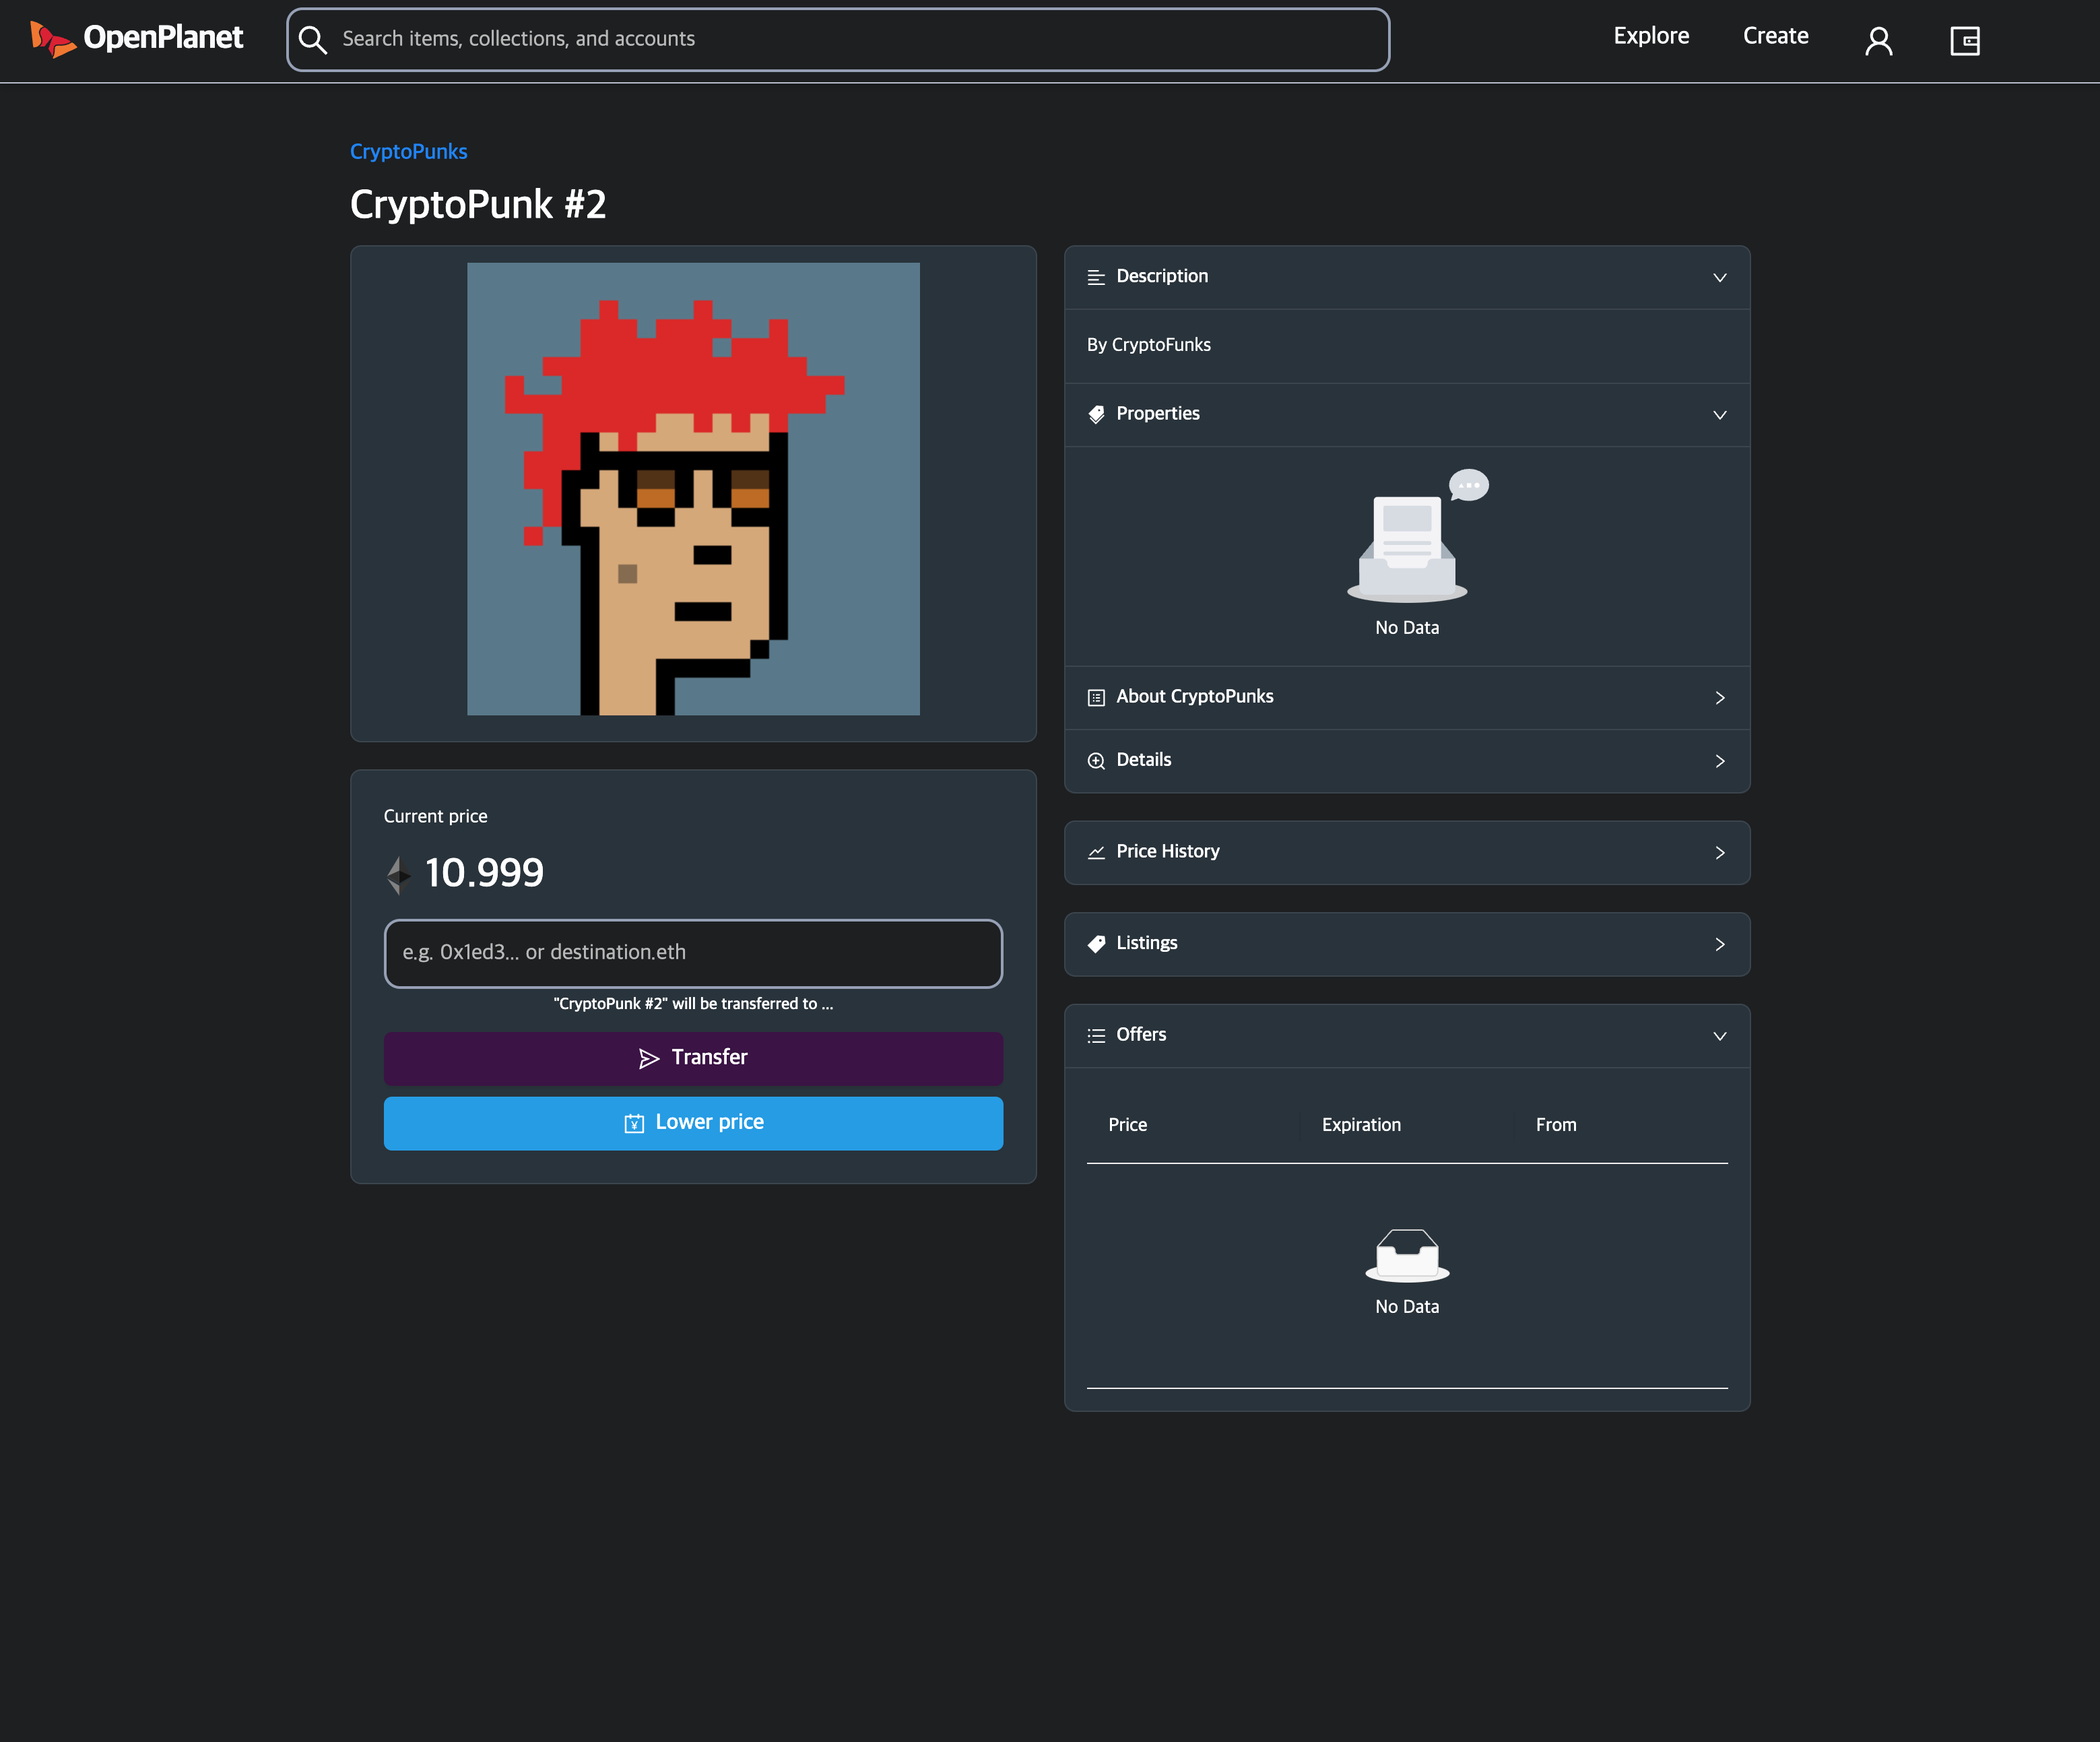 OpenPlanet
Search items, collections, and accounts
Explore
Create
CryptoPunks
CryptoPunk #2
Description
By CryptoFunks
Properties
No Data
About CryptoPunks
Details
Current price
10.999
e.g. 0x1ed3... or destination.eth
"CryptoPunk #2" will be transferred to ...
Transfer
¥ Lower price
Price History
Listings
Offers
Price Expiration From
No Data